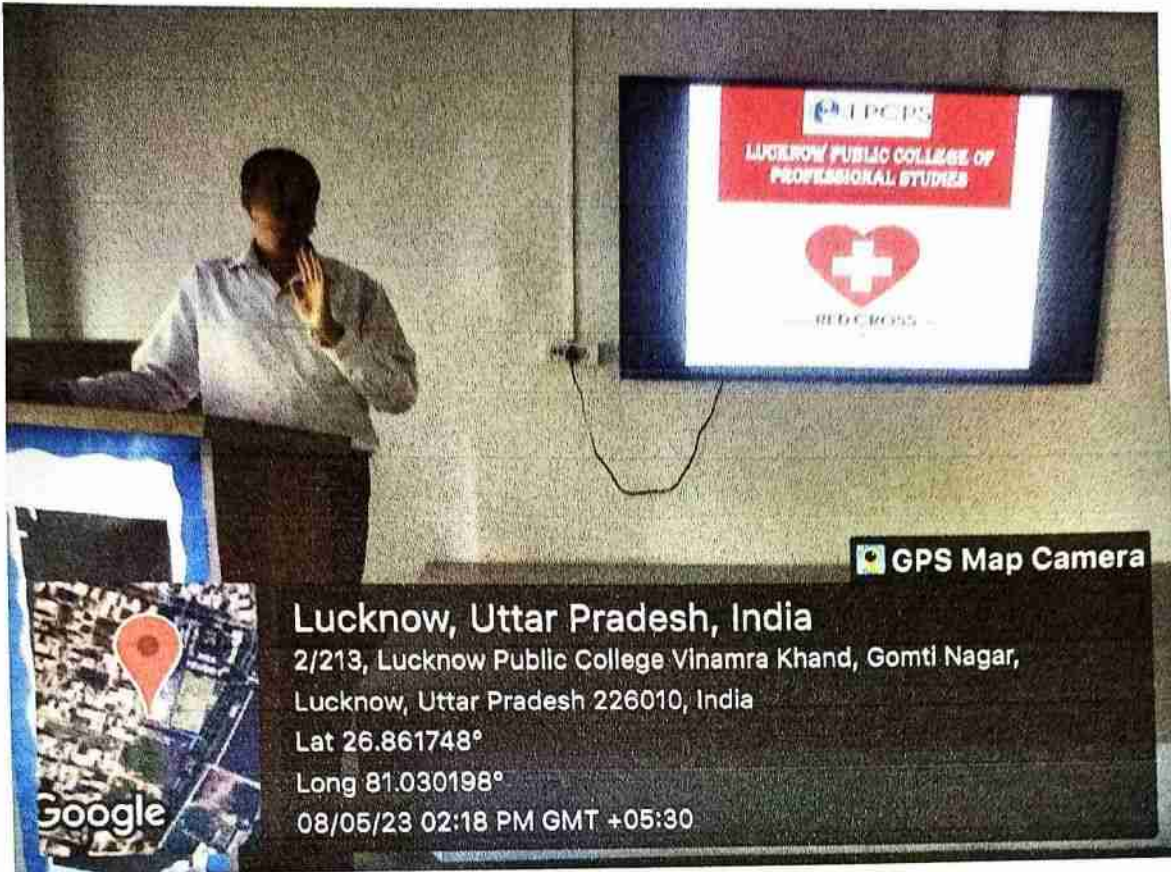 LPCPS
LUCKNOW PUBLIC COLLEGE OF
PROFESSIONAL STUDIES
RED CROSS
GPS Map Camera
Lucknow, Uttar Pradesh, India
2/213, Lucknow Public College Vinamra Khand, Gomti Nagar,
Lucknow, Uttar Pradesh 226010, India
Lat 26.861748°
Long 81.030198°
08/05/23 02:18 PM GMT +05:30
Google